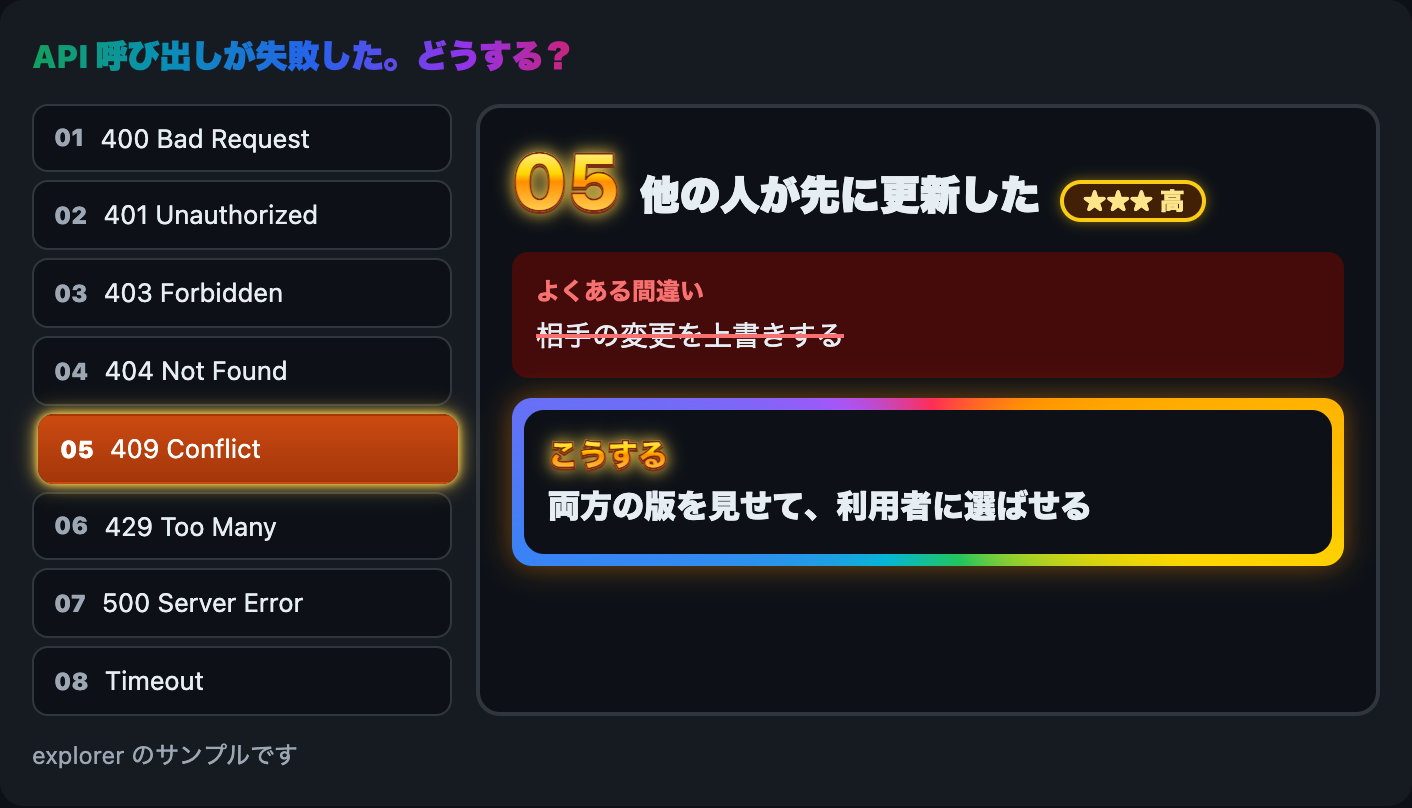 API 呼び出しが失敗した。どうする？
01 400 Bad Request
02 401 Unauthorized
03 403 Forbidden
04 404 Not Found
05 409 Conflict
06 429 Too Many
07 500 Server Error
08 Timeout
05 他の人が先に更新した ★★★ 高
よくある間違い
相手の変更を上書きする
こうする
両方の版を見せて、利用者に選ばせる
explorer のサンプルです